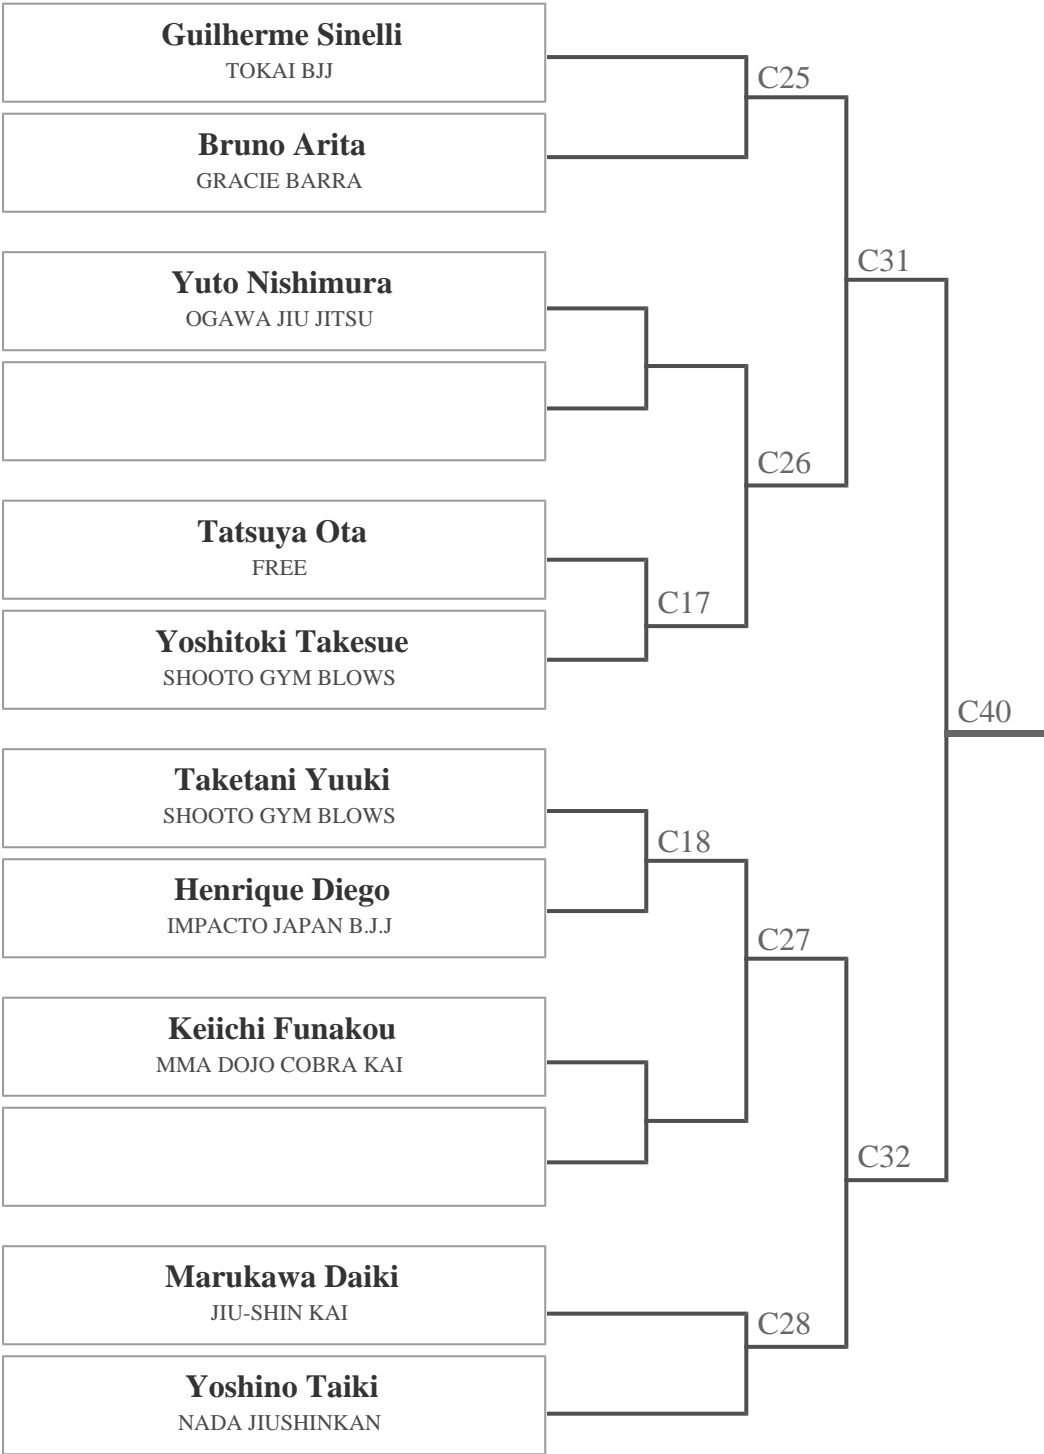 Guilherme Sinelli
TOKAI BJJ
C25
Bruno Arita
GRACIE BARRA
C31
Yuto Nishimura
OGAWA JIU JITSU
C26
Tatsuya Ota
FREE
C17
Yoshitoki Takesue
SHOOTO GYM BLOWS
C40
Taketani Yuuki
SHOOTO GYM BLOWS
C18
Henrique Diego
IMPACTO JAPAN B.J.J
C27
Keiichi Funakou
MMA DOJO COBRA KAI
C32
Marukawa Daiki
JIU-SHIN KAI
C28
Yoshino Taiki
NADA JIUSHINKAN